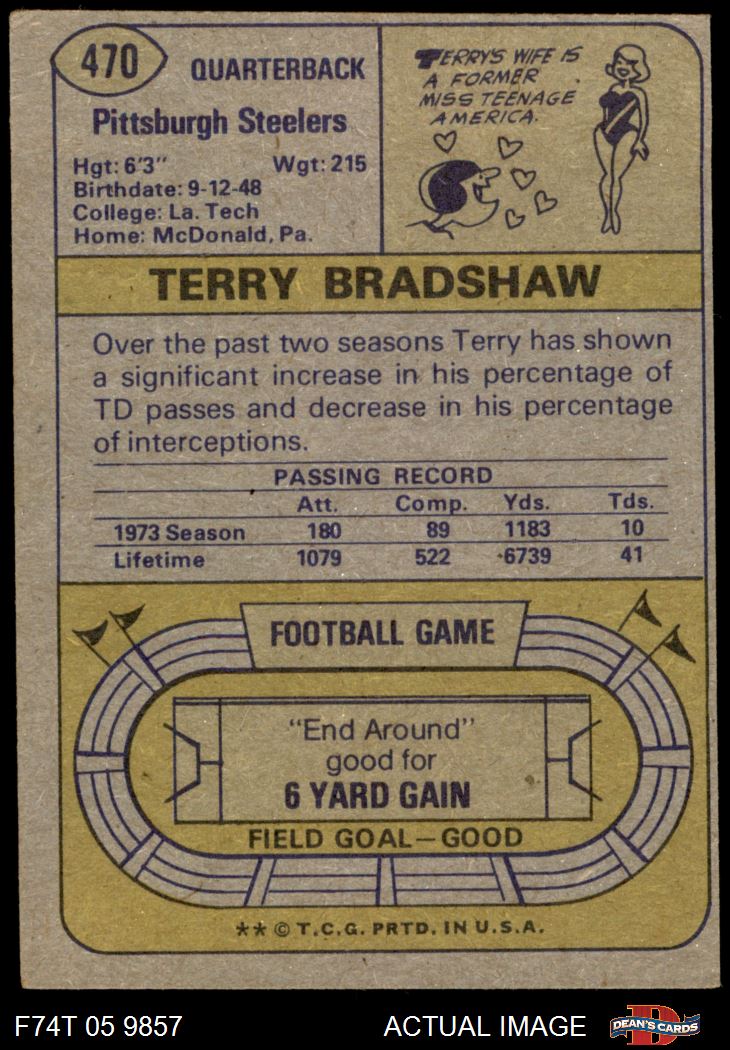 470
QUARTERBACK
Pittsburgh Steelers
Hgt: 6'3" Wgt: 215
Birthdate: 9-12-48
College: La. Tech
Home: McDonald, Pa.
TERRY'S WIFE IS
A FORMER
MISS TEENAGE
AMERICA.
TERRY BRADSHAW
Over the past two seasons Terry has shown
a significant increase in his percentage of
TD passes and decrease in his percentage
of interceptions.
PASSING RECORD
Att. Comp. Yds. Tds.
1973 Season 180 89 1183 10
Lifetime 1079 522 6739 41
FOOTBALL GAME
"End Around"
good for
6 YARD GAIN
FIELD GOAL—GOOD
** © T.C.G. PRTD. IN U.S.A.
F74T 05 9857 ACTUAL IMAGE
D
DEAN'S CARDS